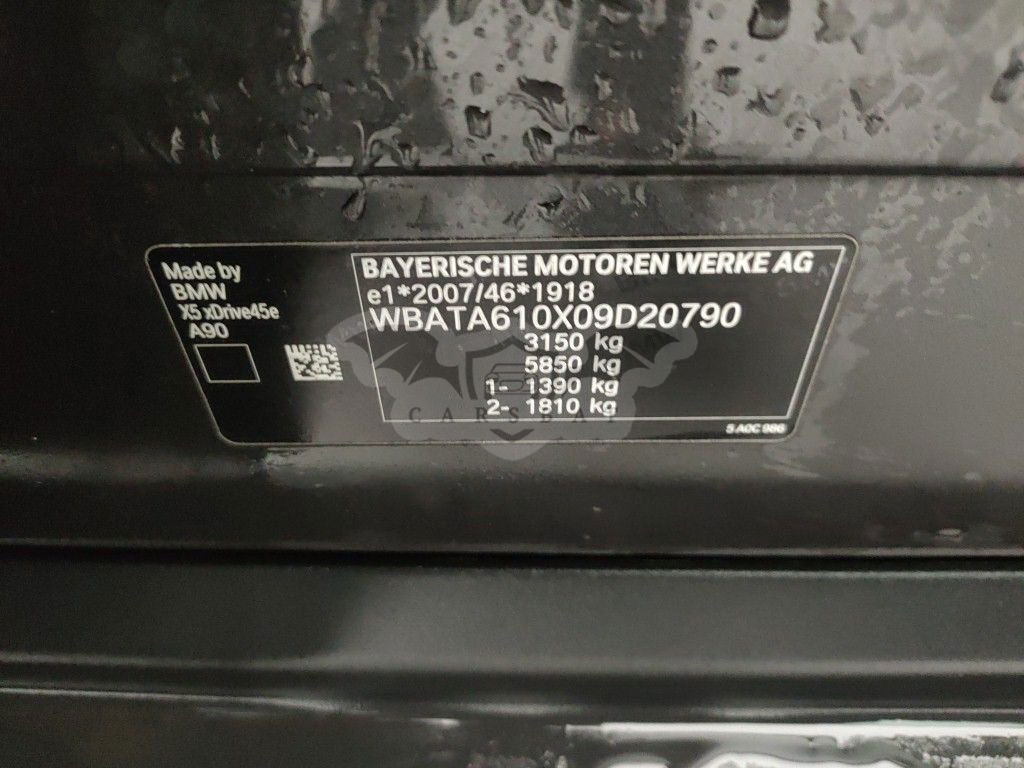 Made by
BMW
X5 xDrive45e
A90
BAYERISCHE MOTOREN WERKE AG
e1*2007/46*1918
WBATA610X09D20790
3150 kg
5850 kg
1- 1390 kg
2- 1810 kg
5 A0C 986
CARSBAT